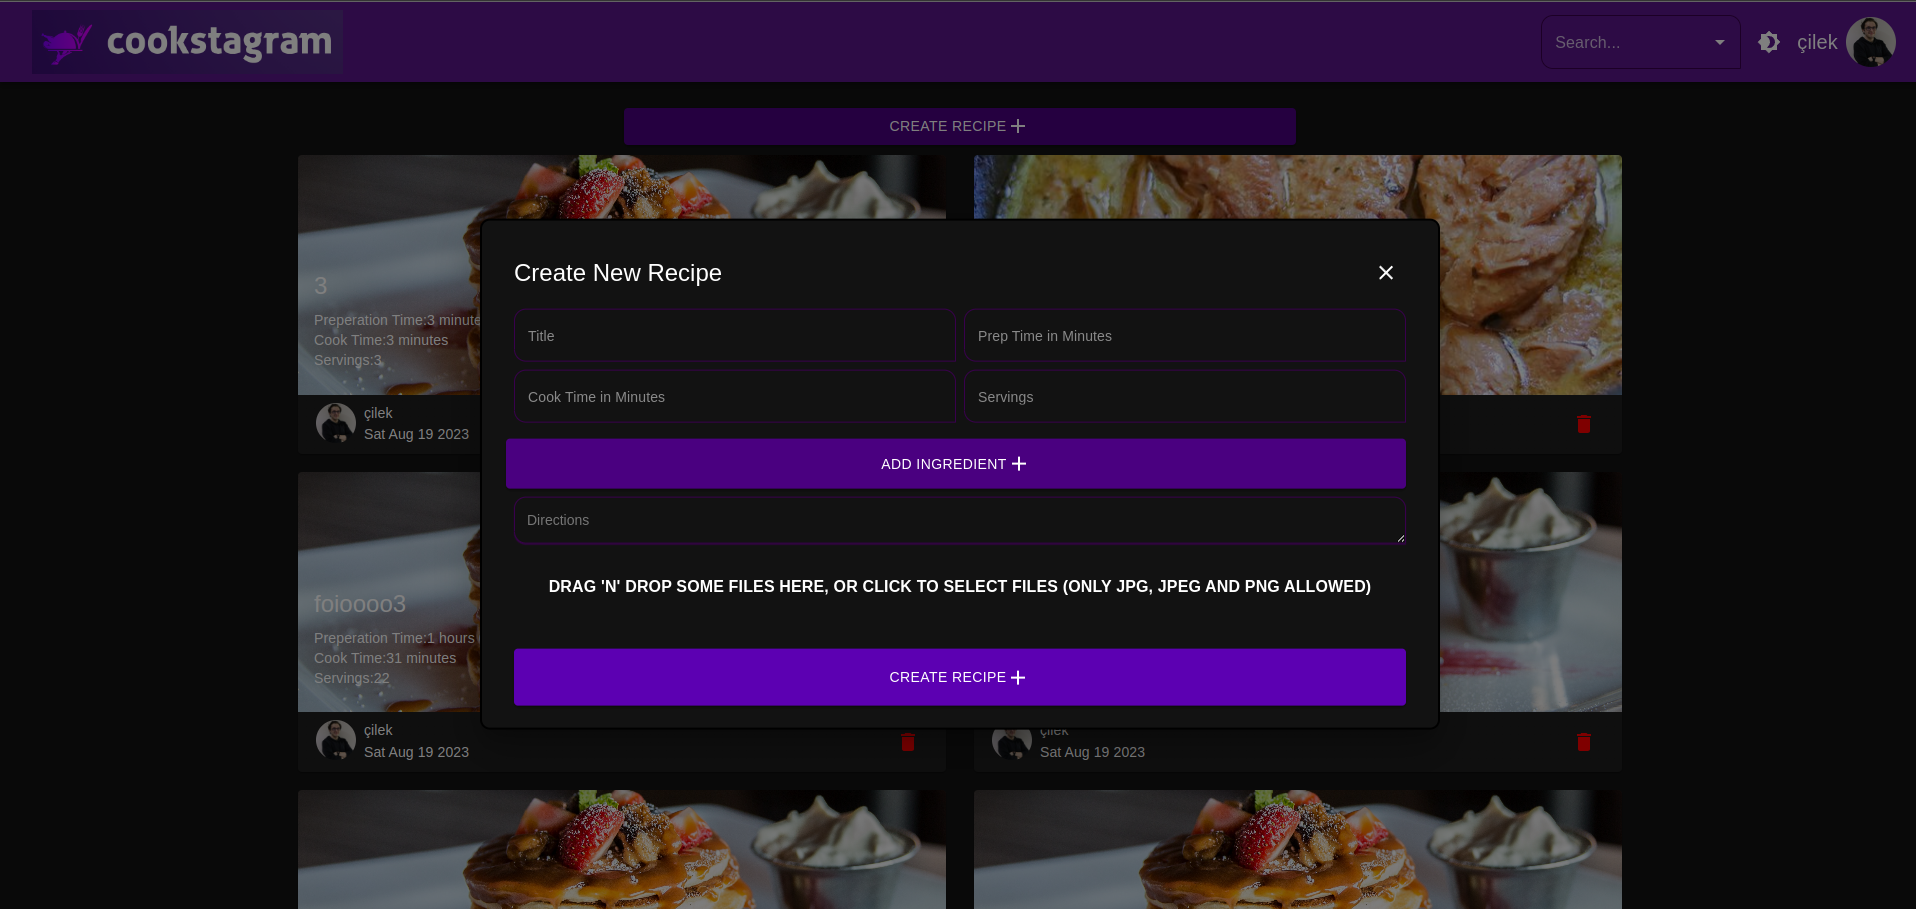 cookstagram
Search...
çilek
CREATE RECIPE
3
Preperation Time:3 minute
Cook Time:3 minutes
Servings:3
çilek
Sat Aug 19 2023
Create New Recipe
Title
Prep Time in Minutes
Cook Time in Minutes
Servings
ADD INGREDIENT
Directions
DRAG 'N' DROP SOME FILES HERE, OR CLICK TO SELECT FILES (ONLY JPG, JPEG AND PNG ALLOWED)
CREATE RECIPE
foioooo3
Preperation Time:1 hours
Cook Time:31 minutes
Servings:22
çilek
Sat Aug 19 2023
çilek
Sat Aug 19 2023